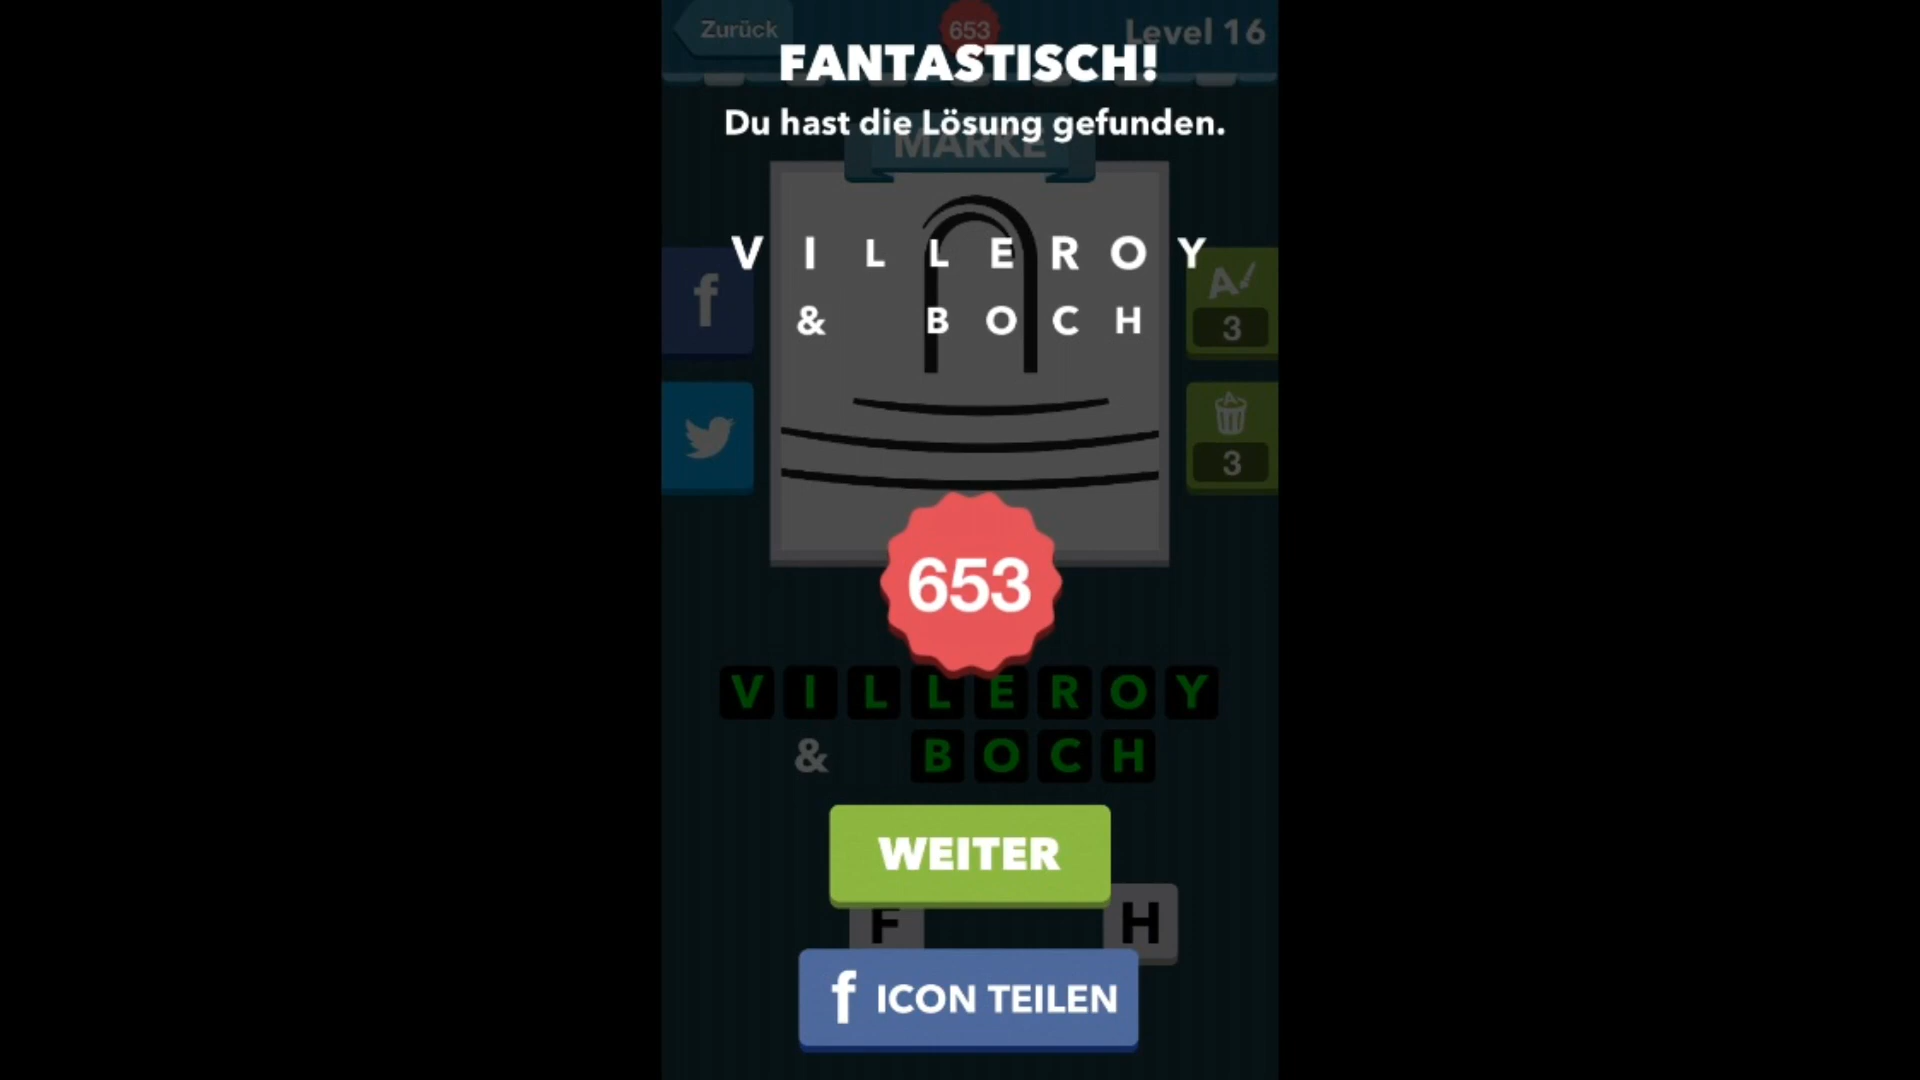 Zurück
653
Level 16
FANTASTISCH!
Du hast die Lösung gefunden.
MARKE
VILLEROY
& BOCH
f
A
3
A
3
653
VILLEROY
& BOCH
WEITER
F H
f ICON TEILEN